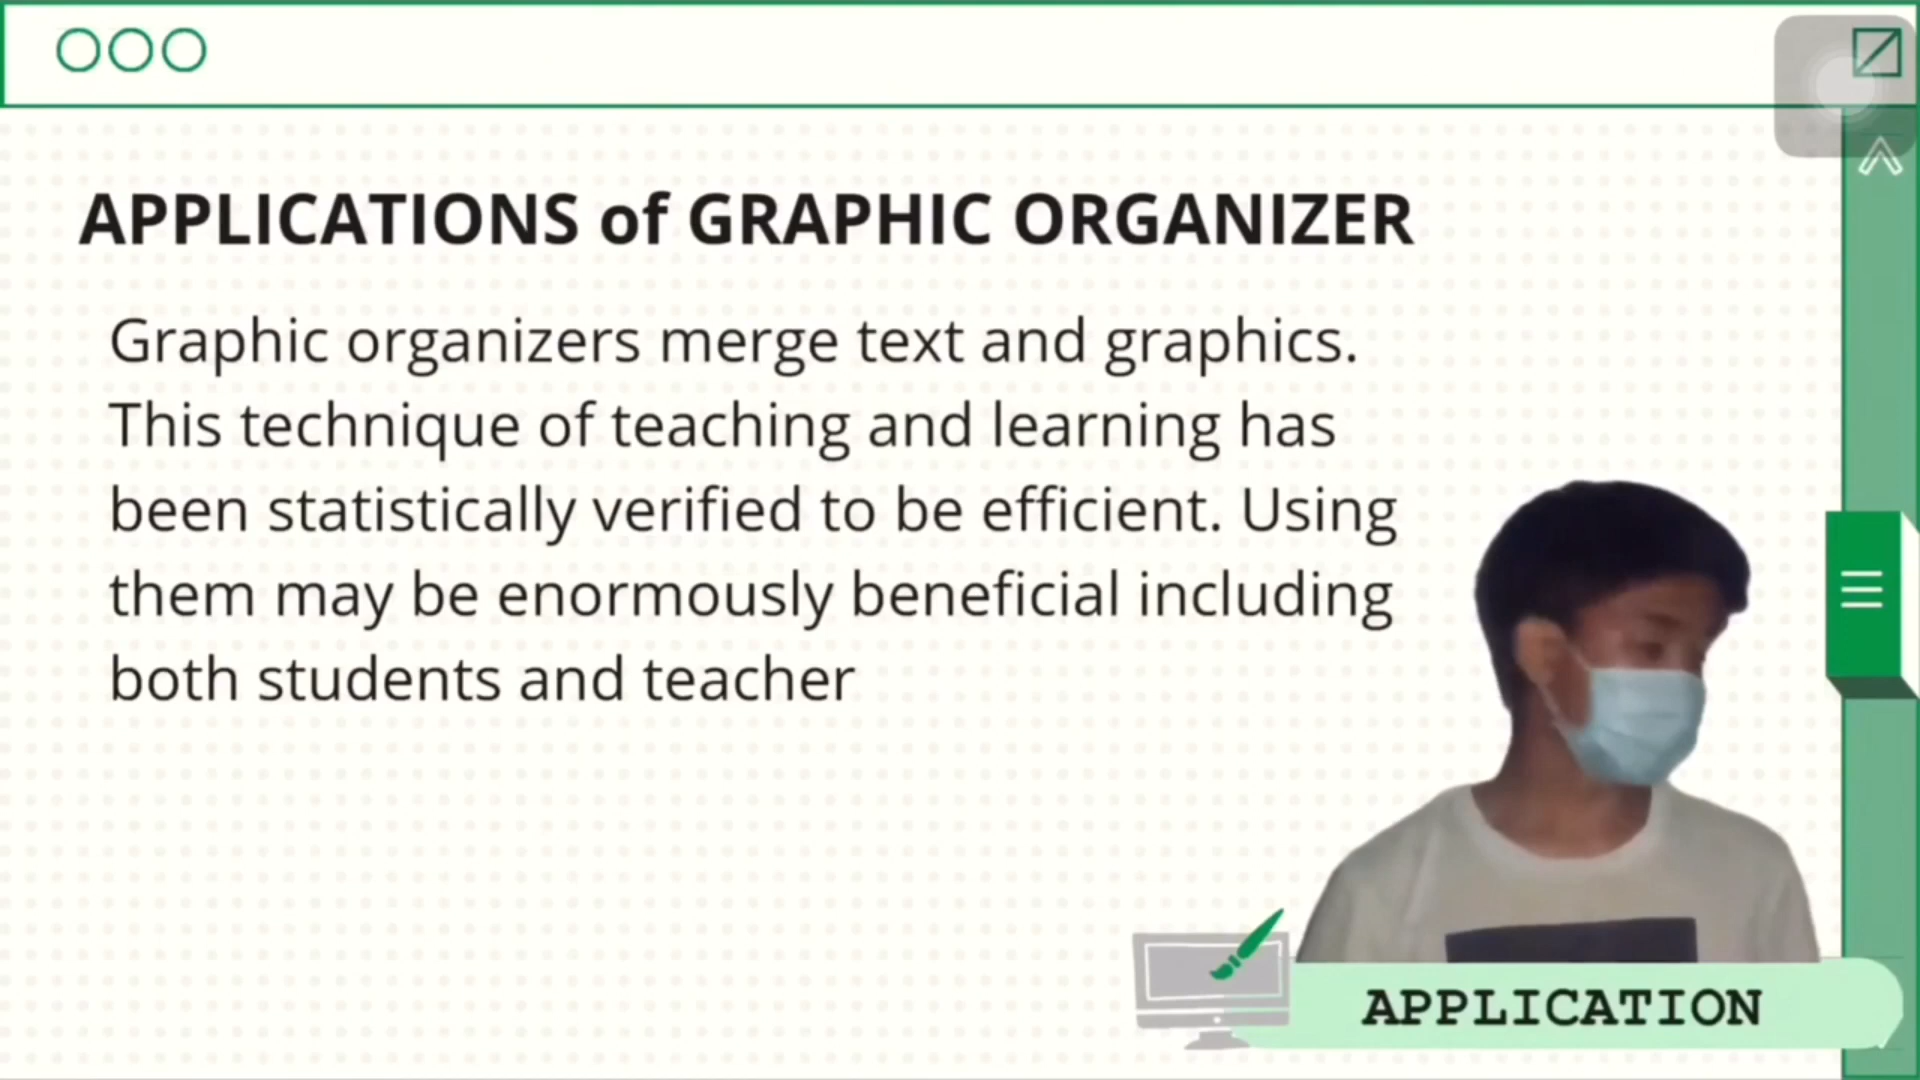 APPLICATIONS of GRAPHIC ORGANIZER
Graphic organizers merge text and graphics.
This technique of teaching and learning has
been statistically verified to be efficient. Using
them may be enormously beneficial including
both students and teacher
APPLICATION